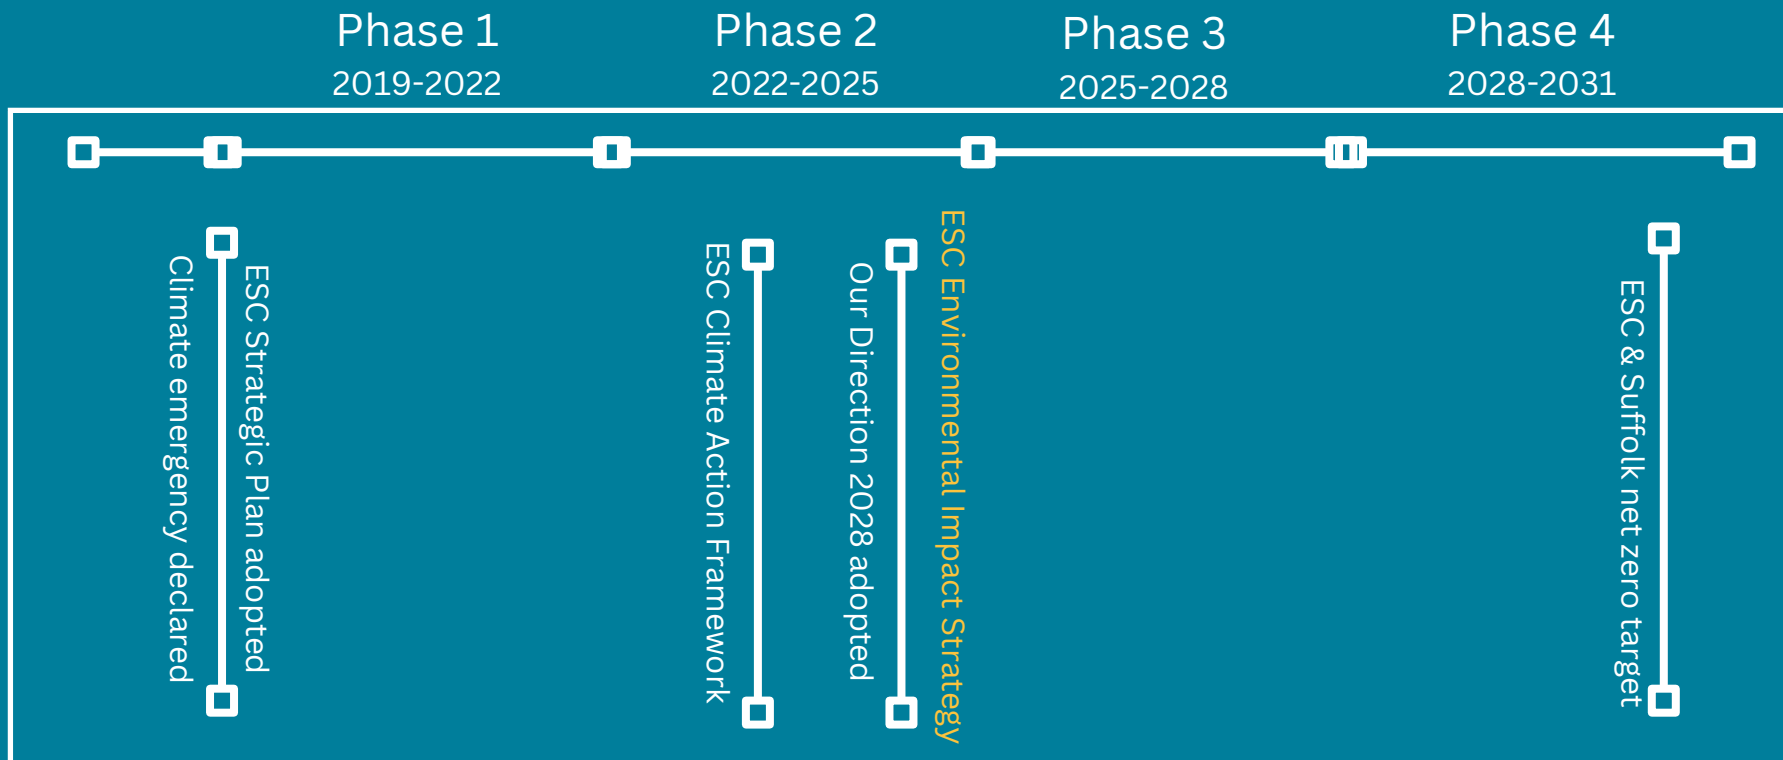 Phase 1
2019-2022
Phase 2
2022-2025
Phase 3
2025-2028
Phase 4
2028-2031
Climate emergency declared
ESC Strategic Plan adopted
ESC Climate Action Framework
Our Direction 2028 adopted
ESC Environmental Impact Strategy
ESC & Suffolk net zero target